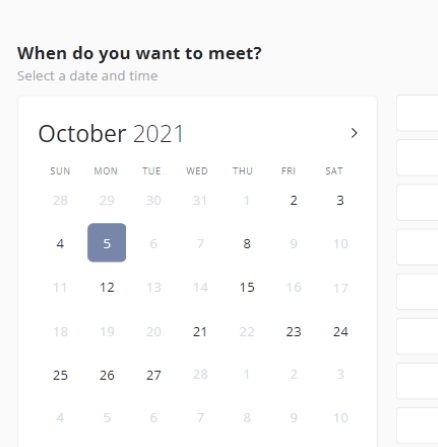 When do you want to meet?
Select a date and time
October 2021
SUN MON TUE WED THU FRI SAT
28 29 30 31 1 2 3
4 5 6 7 8 9 10
11 12 13 14 15 16 17
18 19 20 21 22 23 24
25 26 27 28 1 2 3
4 5 6 7 8 9 10